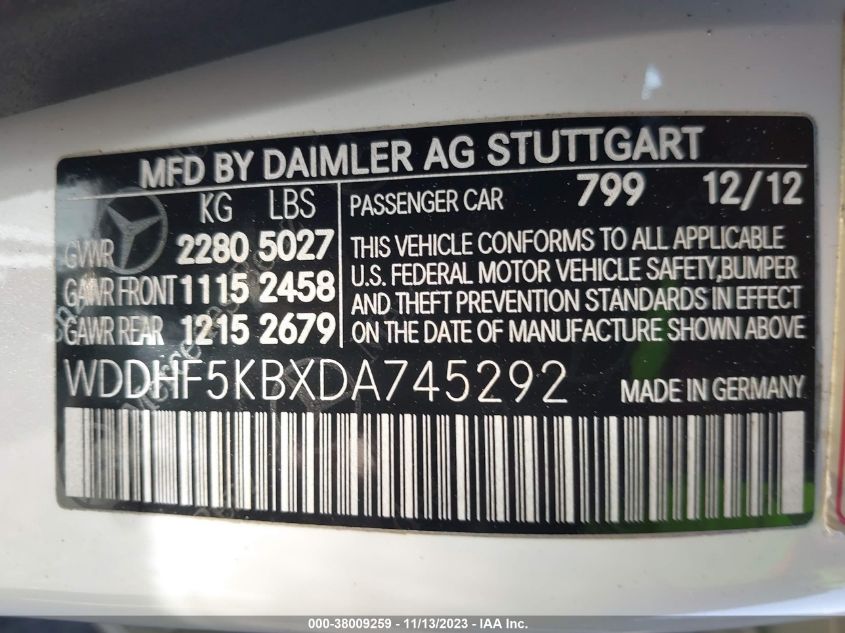 MFD BY DAIMLER AG STUTTGART
KG LBS
PASSENGER CAR 799 12/12
GVWR 2280 5027
GAWR FRONT 1115 2458
GAWR REAR 1215 2679
THIS VEHICLE CONFORMS TO ALL APPLICABLE
U.S. FEDERAL MOTOR VEHICLE SAFETY,BUMPER
AND THEFT PREVENTION STANDARDS IN EFFECT
ON THE DATE OF MANUFACTURE SHOWN ABOVE
WDDHF5KBXDA745292 MADE IN GERMANY
000-38009259 - 11/13/2023 - IAA Inc.